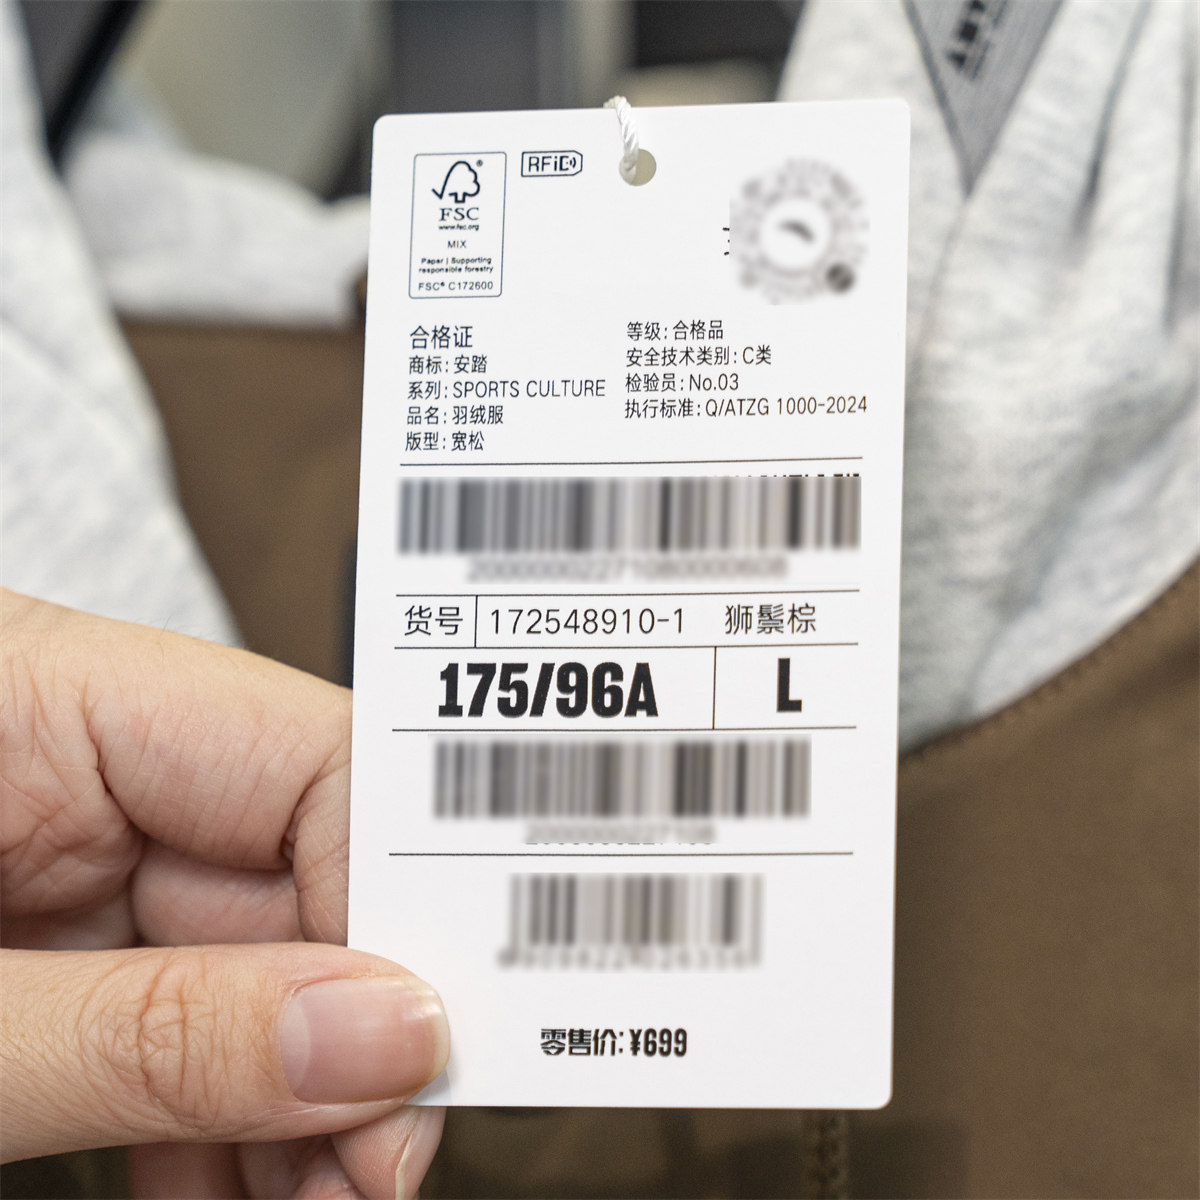 FSC
www.fsc.org
MIX
Paper | Supporting
responsible forestry
FSC® C172600
RFiD
合格证
商标: 安踏
系列: SPORTS CULTURE
品名: 羽绒服
版型: 宽松
等级: 合格品
安全技术类别: C类
检验员: No.03
执行标准: Q/ATZG 1000-2024
货号 172548910-1 狮鬃棕
175/96A L
零售价: ¥699